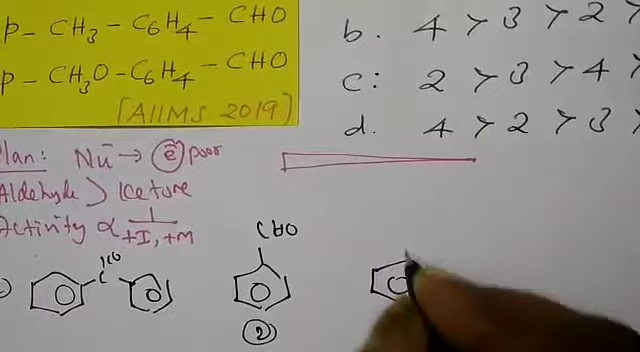 p - CH3 - C6H4 - CHO
p - CH3O - C6H4 - CHO
[AIIMS 2019]
b. 4 > 3 > 2 >
c: 2 > 3 > 4 >
d. 4 > 2 > 3 >
lan: Nu → e poor
Aldehyde > Ketone
activity ∝ 1
+I, +M
CHO
C
②